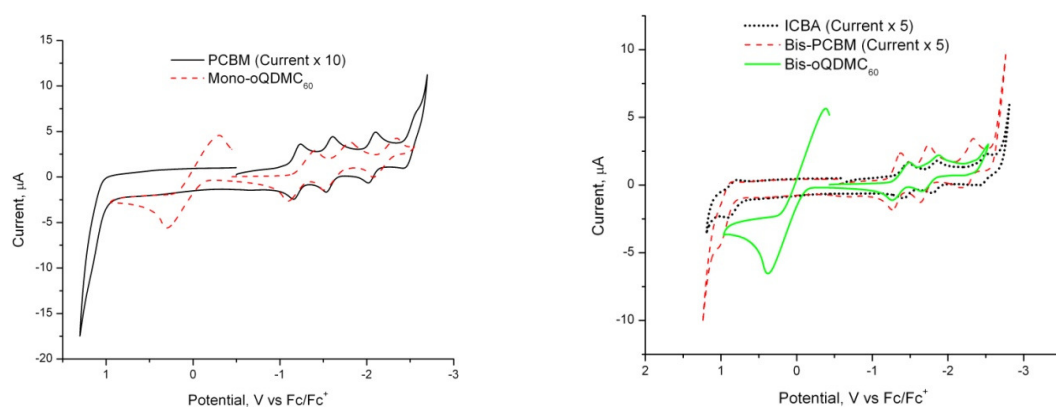 15
10
5
0
-5
-10
-15
-20
Current, µA
PCBM (Current x 10)
Mono-oQDMC60
1
0
-1
-2
-3
Potential, V vs Fc/Fc+
10
5
0
-5
-10
Current, µA
ICBA (Current x 5)
Bis-PCBM (Current x 5)
Bis-oQDMC60
2
1
0
-1
-2
-3
Potential, V vs Fc/Fc+